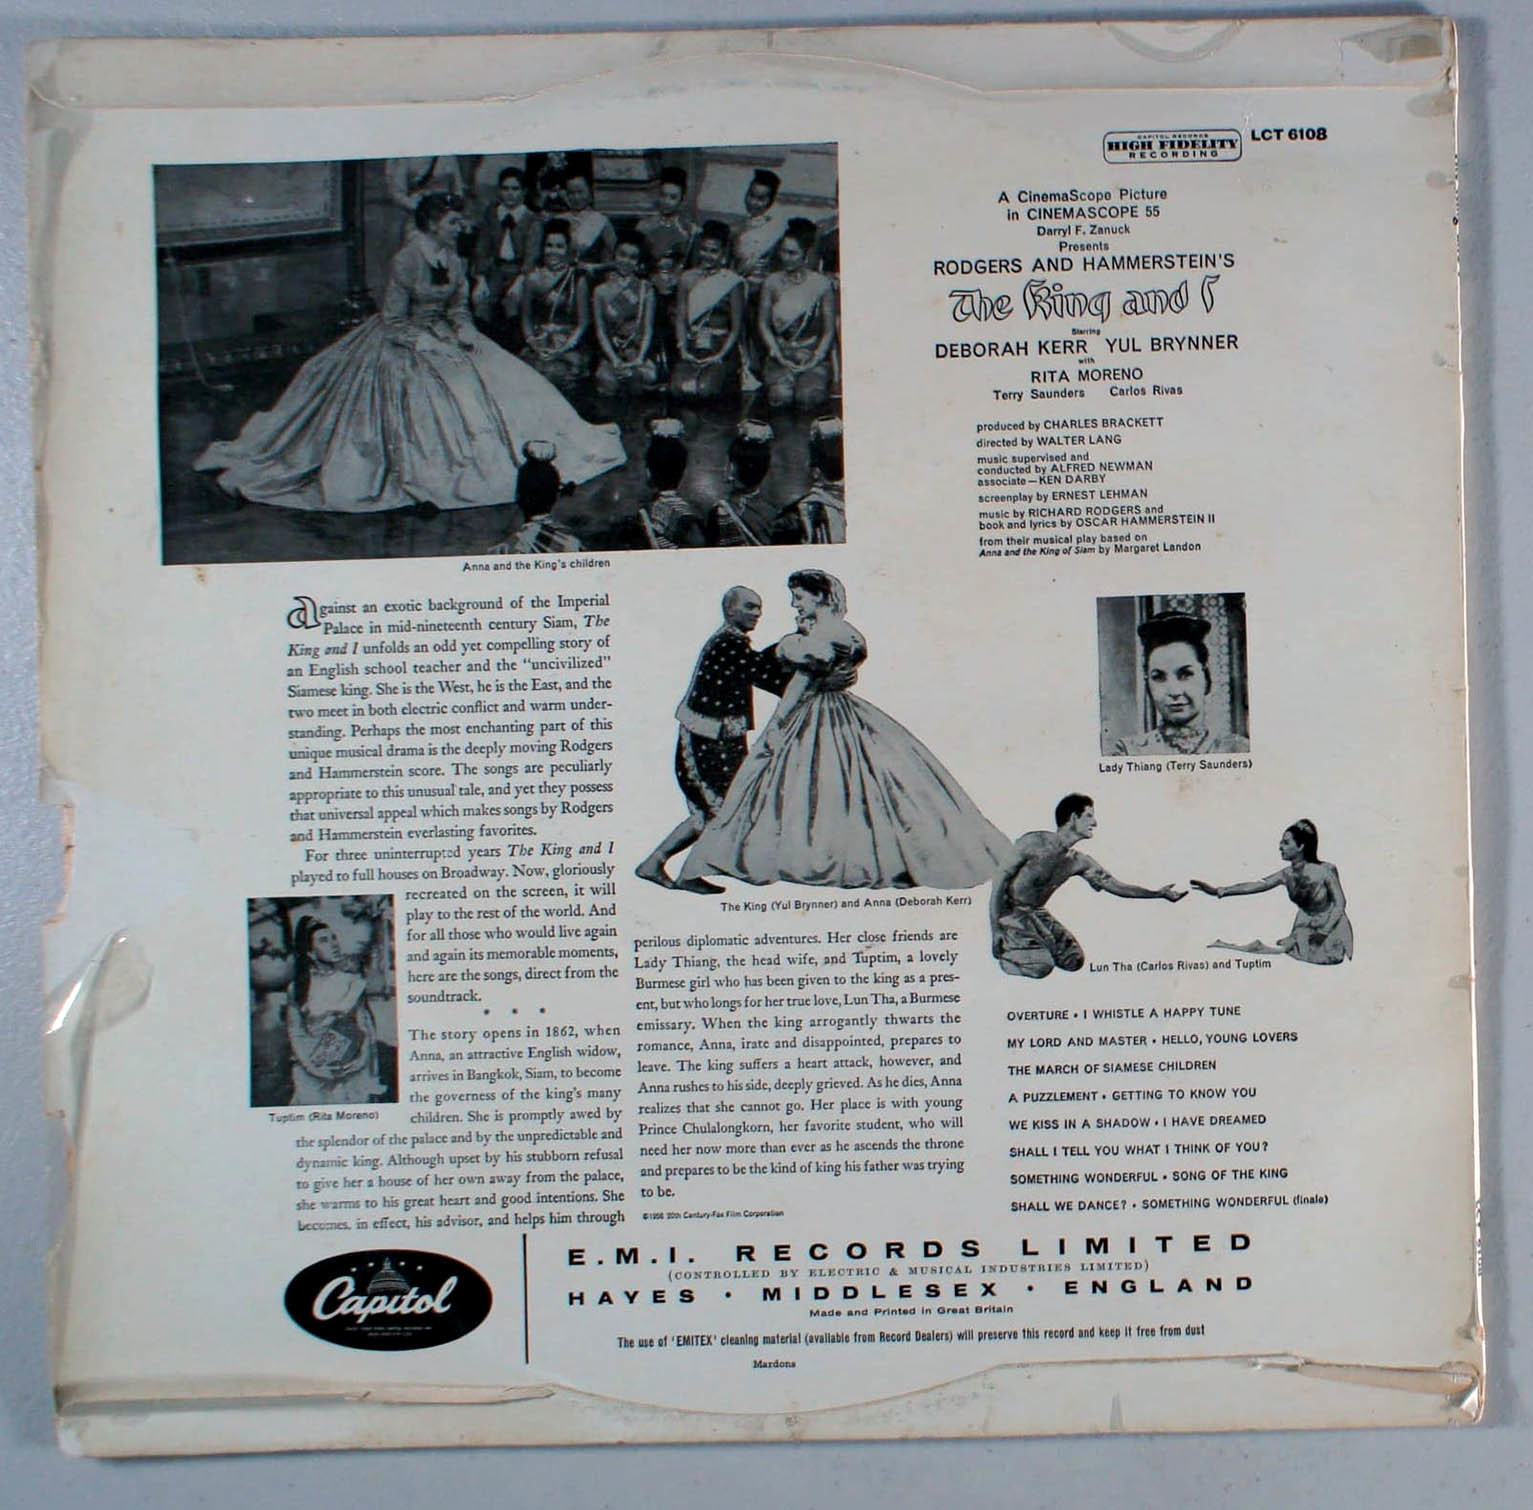 CAPITOL RECORDS
HIGH FIDELITY
RECORDING
LCT 6108
A CinemaScope Picture
in CINEMASCOPE 55
Darryl F. Zanuck
Presents
RODGERS AND HAMMERSTEIN'S
The King and I
Starring
DEBORAH KERR YUL BRYNNER
with
RITA MORENO
Terry Saunders Carlos Rivas
produced by CHARLES BRACKETT
directed by WALTER LANG
music supervised and
conducted by ALFRED NEWMAN
associate—KEN DARBY
screenplay by ERNEST LEHMAN
music by RICHARD RODGERS and
book and lyrics by OSCAR HAMMERSTEIN II
from their musical play based on
Anna and the King of Siam by Margaret Landon
Anna and the King's children
Against an exotic background of the Imperial
Palace in mid-nineteenth century Siam, The
King and I unfolds an odd yet compelling story of
an English school teacher and the "uncivilized"
Siamese king. She is the West, he is the East, and the
two meet in both electric conflict and warm under-
standing. Perhaps the most enchanting part of this
unique musical drama is the deeply moving Rodgers
and Hammerstein score. The songs are peculiarly
appropriate to this unusual tale, and yet they possess
that universal appeal which makes songs by Rodgers
and Hammerstein everlasting favorites.
For three uninterrupted years The King and I
played to full houses on Broadway. Now, gloriously
recreated on the screen, it will
play to the rest of the world. And
for all those who would live again
and again its memorable moments,
here are the songs, direct from the
soundtrack.
* * *
The story opens in 1862, when
Anna, an attractive English widow,
arrives in Bangkok, Siam, to become
the governess of the king's many
children. She is promptly awed by
the splendor of the palace and by the unpredictable and
dynamic king. Although upset by his stubborn refusal
to give her a house of her own away from the palace,
she warms to his great heart and good intentions. She
becomes, in effect, his advisor, and helps him through
Tuptim (Rita Moreno)
The King (Yul Brynner) and Anna (Deborah Kerr)
perilous diplomatic adventures. Her close friends are
Lady Thiang, the head wife, and Tuptim, a lovely
Burmese girl who has been given to the king as a pres-
ent, but who longs for her true love, Lun Tha, a Burmese
emissary. When the king arrogantly thwarts the
romance, Anna, irate and disappointed, prepares to
leave. The king suffers a heart attack, however, and
Anna rushes to his side, deeply grieved. As he dies, Anna
realizes that she cannot go. Her place is with young
Prince Chulalongkorn, her favorite student, who will
need her now more than ever as he ascends the throne
and prepares to be the kind of king his father was trying
to be.
©1956 20th Century-Fox Film Corporation
Lady Thiang (Terry Saunders)
Lun Tha (Carlos Rivas) and Tuptim
OVERTURE • I WHISTLE A HAPPY TUNE
MY LORD AND MASTER • HELLO, YOUNG LOVERS
THE MARCH OF SIAMESE CHILDREN
A PUZZLEMENT • GETTING TO KNOW YOU
WE KISS IN A SHADOW • I HAVE DREAMED
SHALL I TELL YOU WHAT I THINK OF YOU?
SOMETHING WONDERFUL • SONG OF THE KING
SHALL WE DANCE? • SOMETHING WONDERFUL (finale)
Capitol
E.M.I. RECORDS LIMITED
(CONTROLLED BY ELECTRIC & MUSICAL INDUSTRIES LIMITED)
HAYES • MIDDLESEX • ENGLAND
Made and Printed in Great Britain
The use of 'EMITEX' cleaning material (available from Record Dealers) will preserve this record and keep it free from dust
Mardons